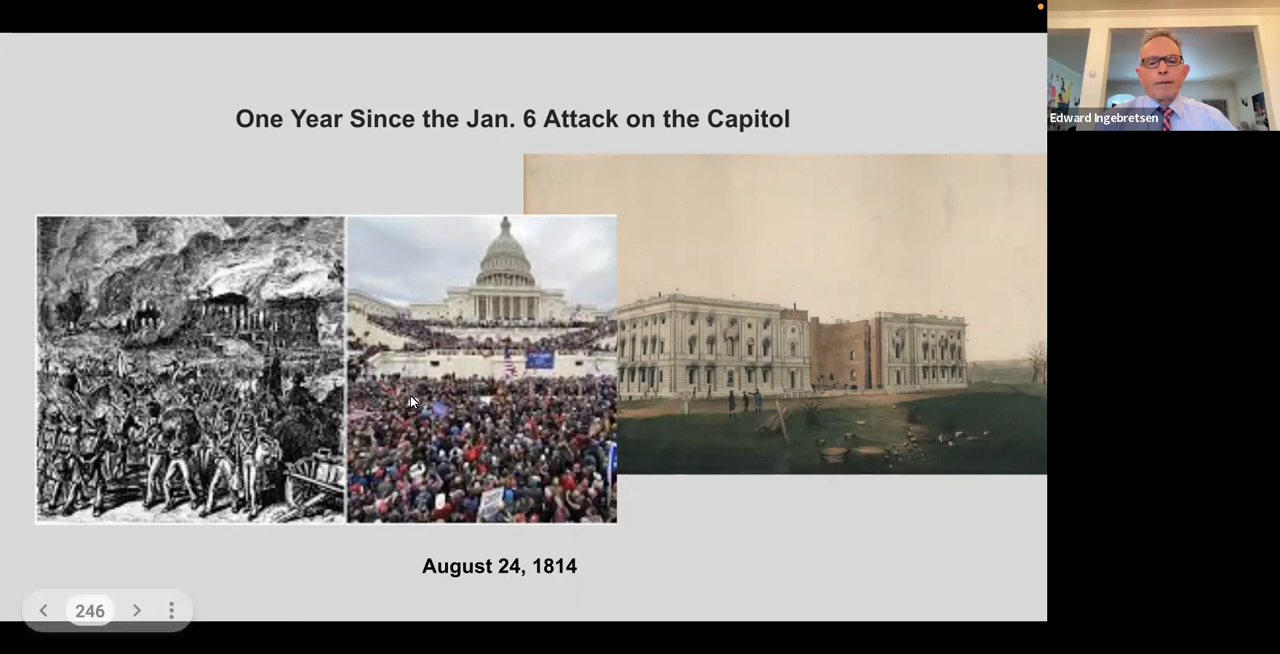 Edward Ingebretsen
One Year Since the Jan. 6 Attack on the Capitol
August 24, 1814
246